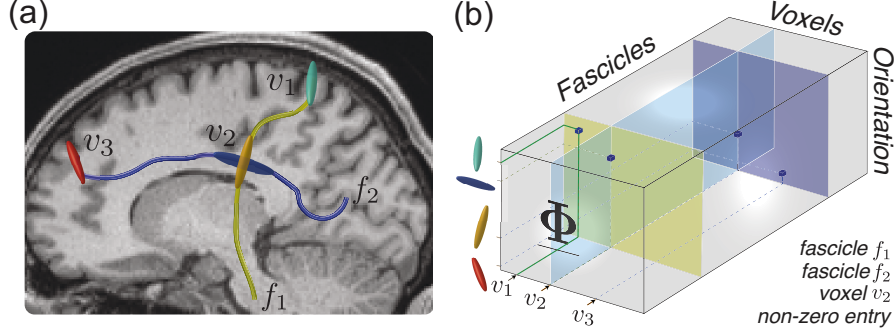 (a)
v1
v2
v3
f2
f1
(b)
Fascicles
Voxels
Orientation
Φ
v1
v2
v3
fascicle f1
fascicle f2
voxel v2
non-zero entry